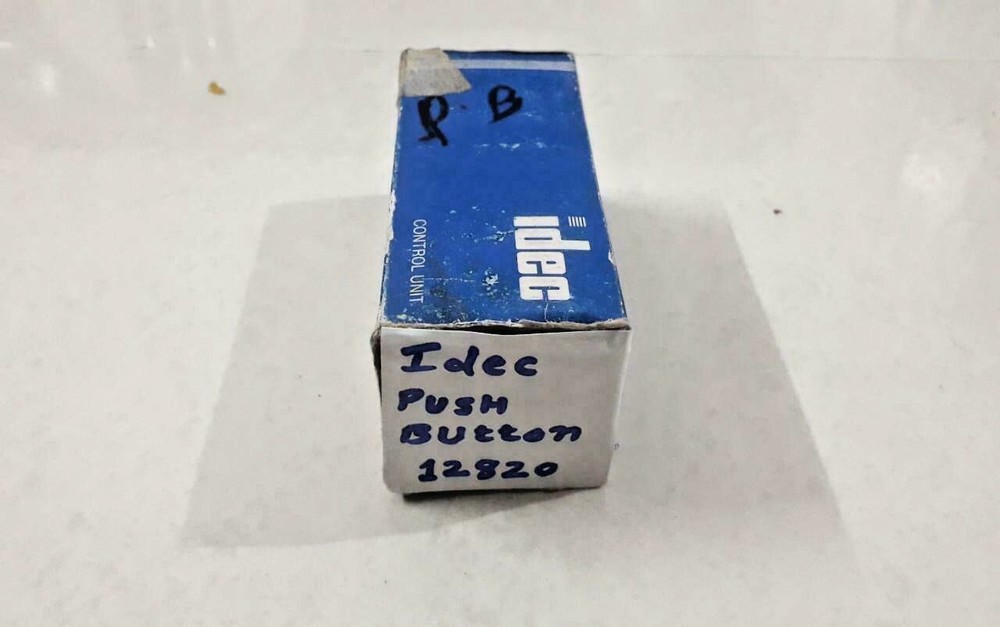 P. B
idec
CONTROL UNIT
Idec
PUSH
BUtton
12820